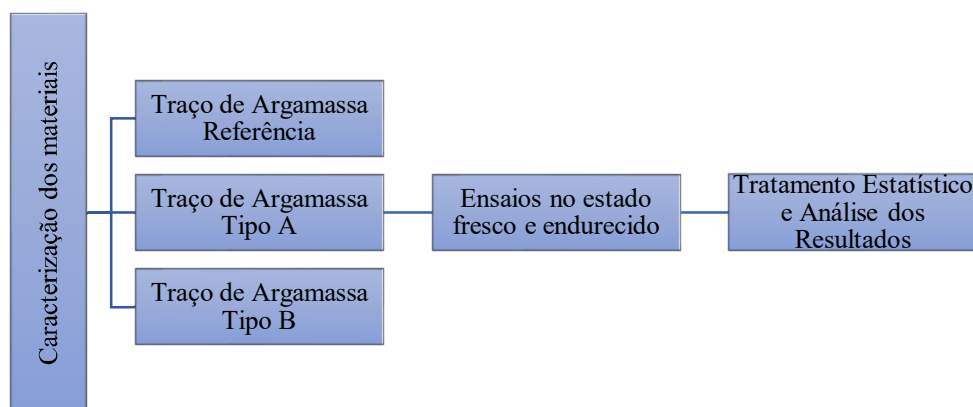 Caracterização dos materiais
Traço de Argamassa
Referência
Traço de Argamassa
Tipo A
Traço de Argamassa
Tipo B
Ensaios no estado
fresco e endurecido
Tratamento Estatístico
e Análise dos
Resultados